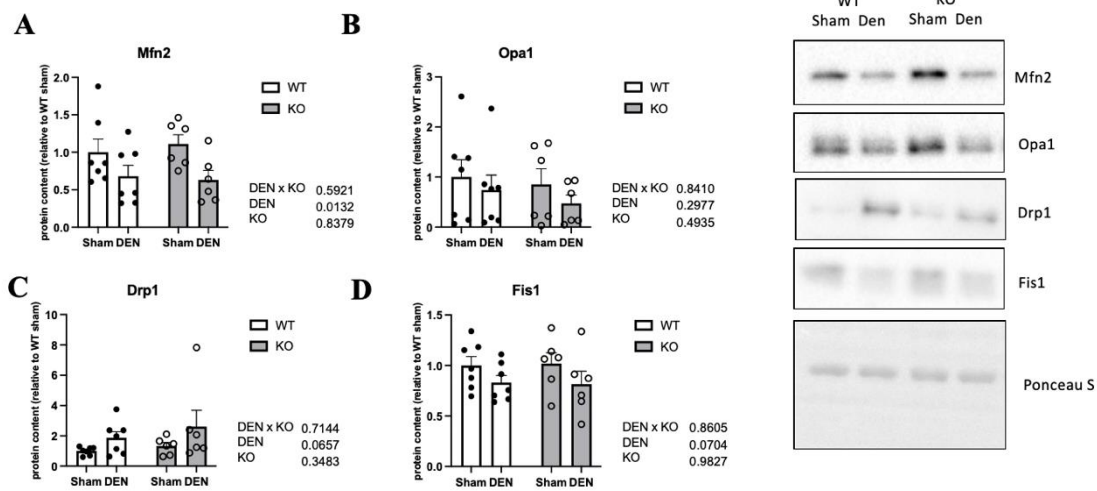 A
Mfn2
protein content (relative to WT sham)
2.0
1.5
1.0
0.5
0.0
Sham DEN
Sham DEN
WT
KO
DEN x KO 0.5921
DEN 0.0132
KO 0.8379
B
Opa1
protein content (relative to WT sham)
3
2
1
0
Sham DEN
Sham DEN
WT
KO
DEN x KO 0.8410
DEN 0.2977
KO 0.4935
C
Drp1
protein content (relative to WT sham)
10
8
6
4
2
0
Sham DEN
Sham DEN
WT
KO
DEN x KO 0.7144
DEN 0.0657
KO 0.3483
D
Fis1
protein content (relative to WT sham)
1.5
1.0
0.5
0.0
Sham DEN
Sham DEN
WT
KO
DEN x KO 0.8605
DEN 0.0704
KO 0.9827
WT KO
Sham Den Sham Den
Mfn2
Opa1
Drp1
Fis1
Ponceau S